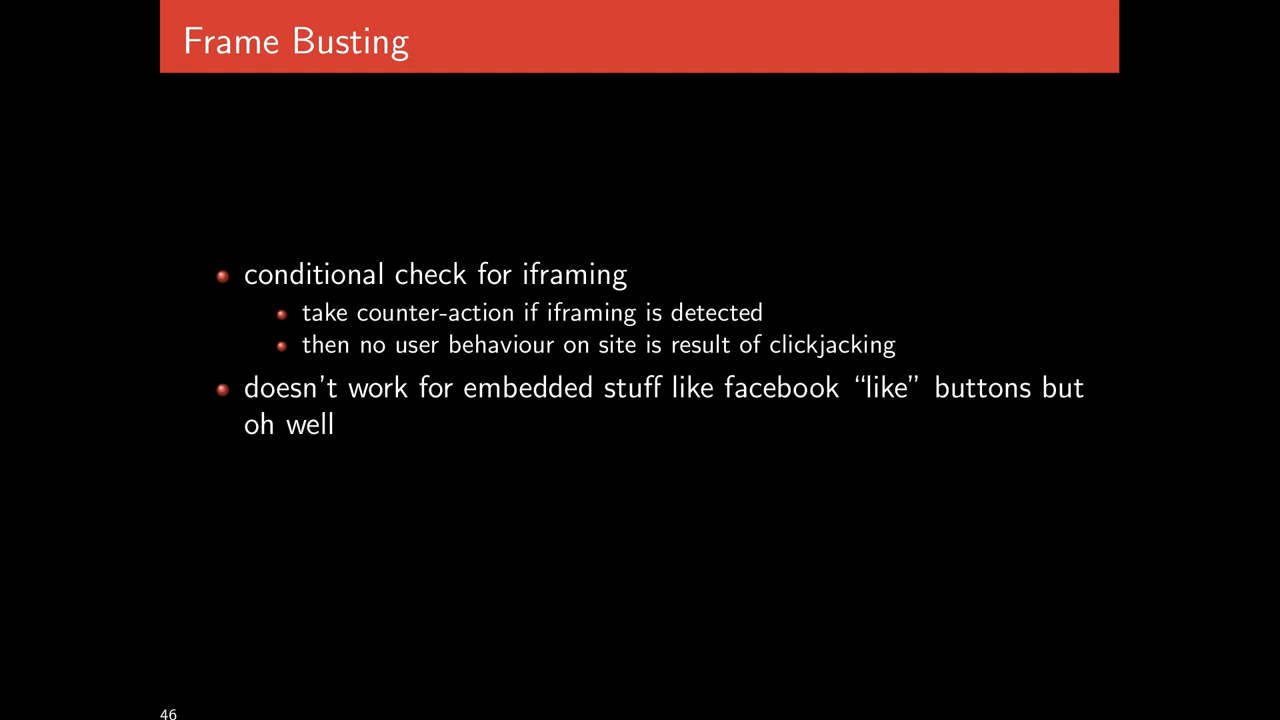 Frame Busting
conditional check for iframing
take counter-action if iframing is detected
then no user behaviour on site is result of clickjacking
doesn't work for embedded stuff like facebook “like” buttons but
oh well
46